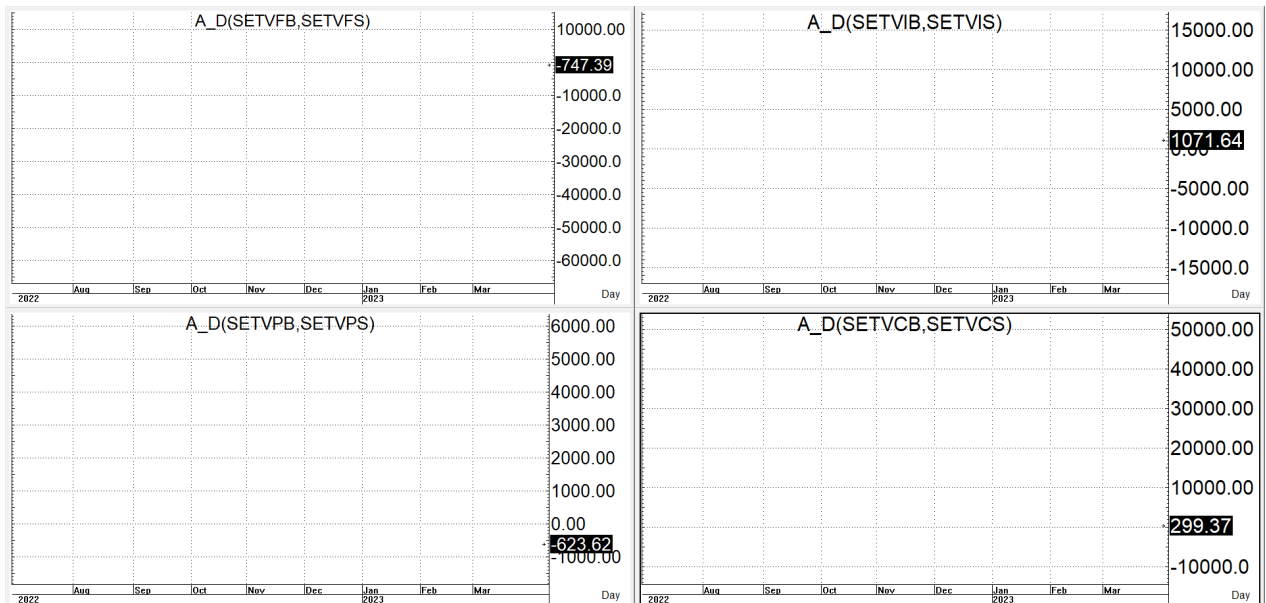 A_D(SETVFB,SETVFS)
10000.00
-747.39
-10000.0
-20000.0
-30000.0
-40000.0
-50000.0
-60000.0
Aug Sep Oct Nov Dec Jan Feb Mar
2022 2023 Day
A_D(SETVIB,SETVIS)
15000.00
10000.00
5000.00
1071.64
0.00
-5000.00
-10000.0
-15000.0
Aug Sep Oct Nov Dec Jan Feb Mar
2022 2023 Day
A_D(SETVPB,SETVPS)
6000.00
5000.00
4000.00
3000.00
2000.00
1000.00
0.00
-623.62
-1000.00
Aug Sep Oct Nov Dec Jan Feb Mar
2022 2023 Day
A_D(SETVCB,SETVCS)
50000.00
40000.00
30000.00
20000.00
10000.00
299.37
-10000.0
Aug Sep Oct Nov Dec Jan Feb Mar
2022 2023 Day